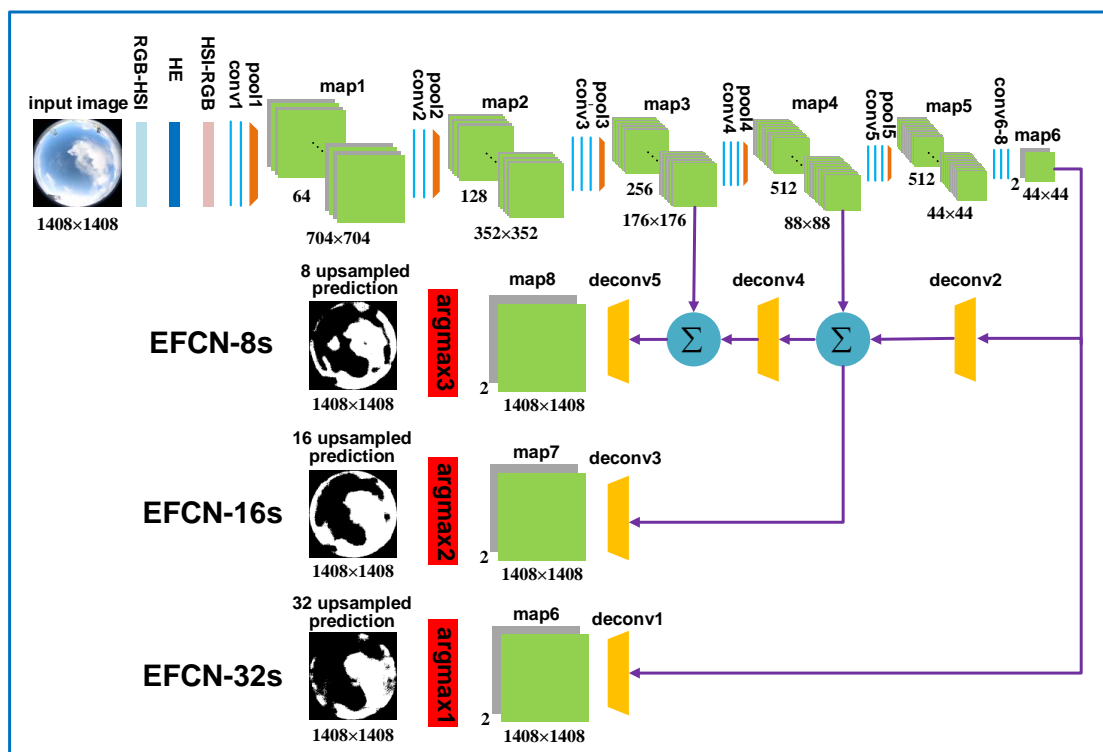 input image
1408×1408
RGB-HSI
HE
HSI-RGB
conv1
pool1
map1
64
704×704
conv2
pool2
map2
128
352×352
conv3
pool3
map3
256
176×176
conv4
pool4
map4
512
88×88
conv5
pool5
map5
512
44×44
conv6-8
map6
2
44×44
EFCN-8s
8 upsampled
prediction
1408×1408
argmax3
map8
2
1408×1408
deconv5
Σ
deconv4
Σ
deconv2
EFCN-16s
16 upsampled
prediction
1408×1408
argmax2
map7
2
1408×1408
deconv3
EFCN-32s
32 upsampled
prediction
1408×1408
argmax1
map6
2
1408×1408
deconv1